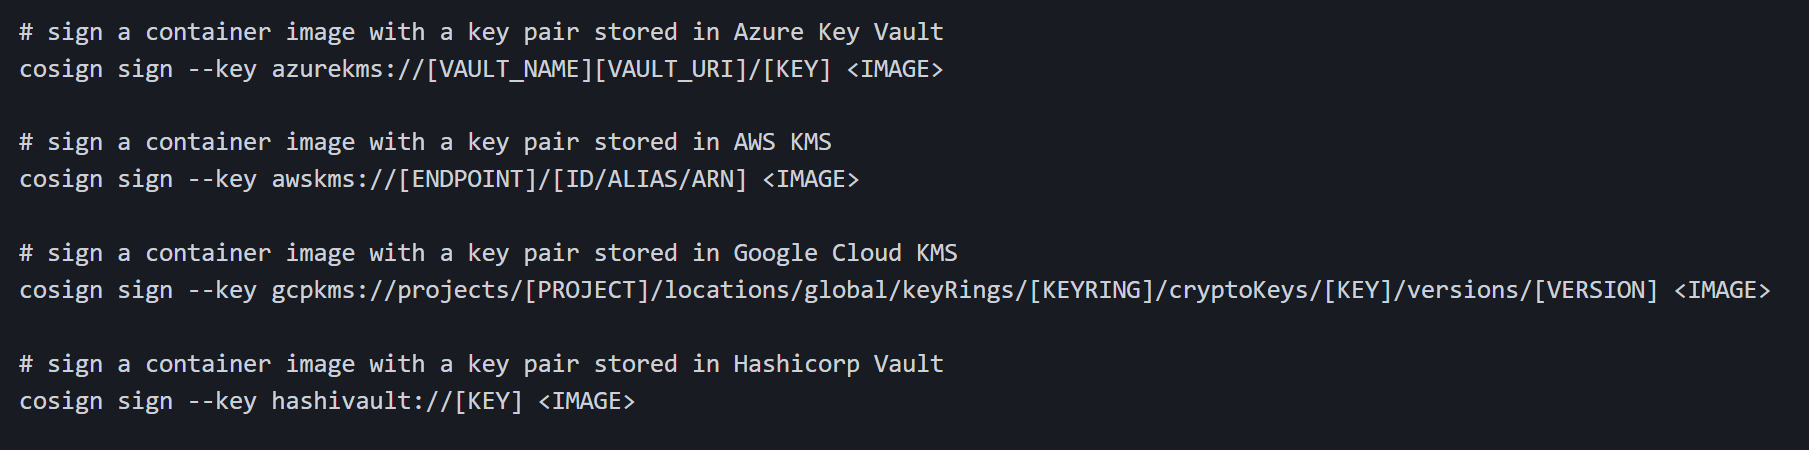 # sign a container image with a key pair stored in Azure Key Vault
cosign sign --key azurekms://[VAULT_NAME][VAULT_URI]/[KEY] <IMAGE>
# sign a container image with a key pair stored in AWS KMS
cosign sign --key awskms://[ENDPOINT]/[ID/ALIAS/ARN] <IMAGE>
# sign a container image with a key pair stored in Google Cloud KMS
cosign sign --key gcpkms://projects/[PROJECT]/locations/global/keyRings/[KEYRING]/cryptoKeys/[KEY]/versions/[VERSION] <IMAGE>
# sign a container image with a key pair stored in Hashicorp Vault
cosign sign --key hashivault://[KEY] <IMAGE>